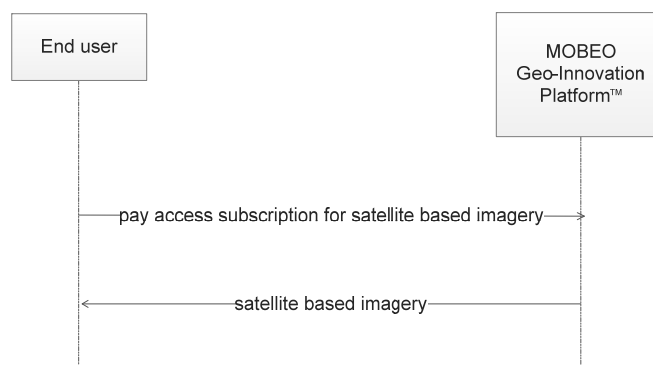 End user
MOBEO
Geo-Innovation
Platform™
pay access subscription for satellite based imagery
satellite based imagery